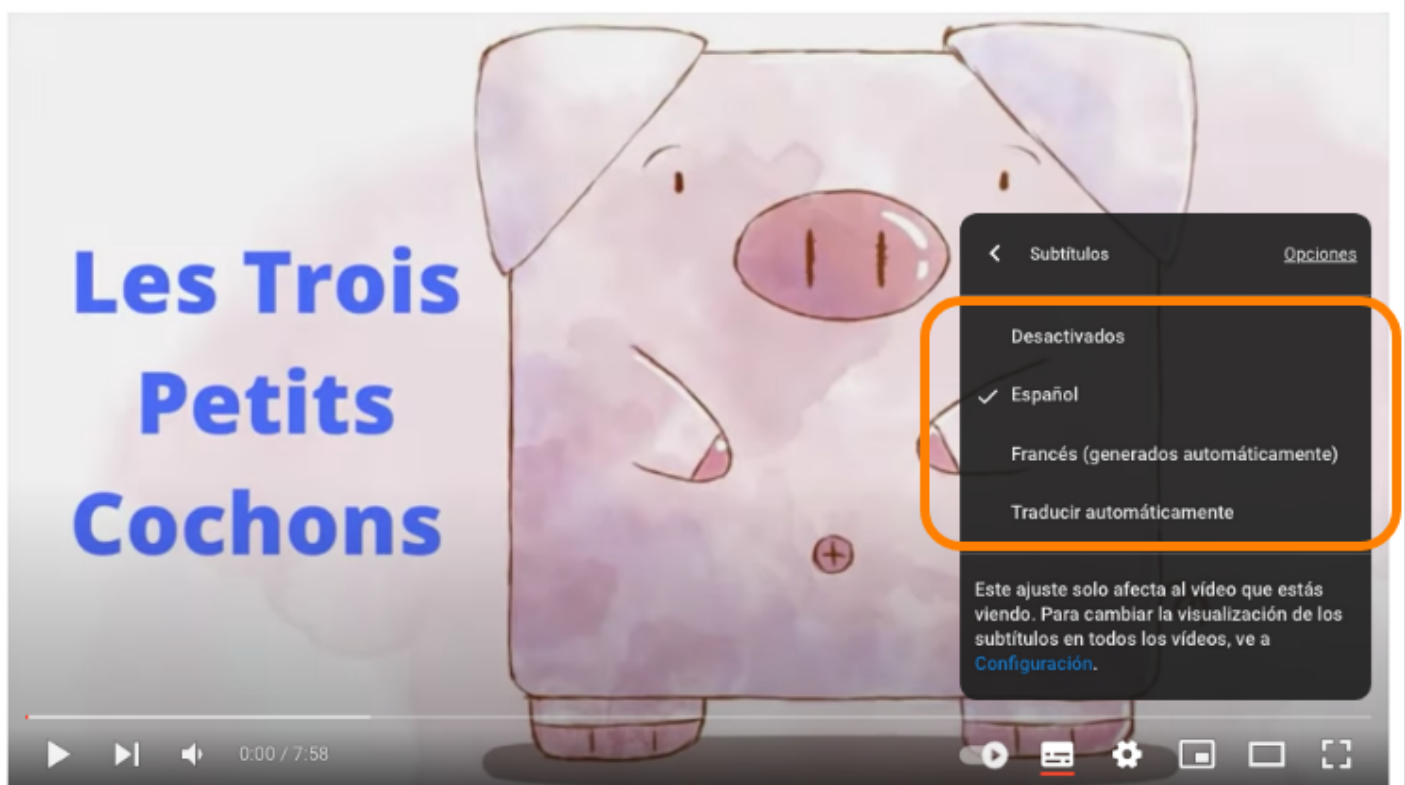 Les Trois
Petits
Cochons
Subtítulos
Opciones
Desactivados
Español
Francés (generados automáticamente)
Traducir automáticamente
Este ajuste solo afecta al vídeo que estás
viendo. Para cambiar la visualización de los
subtítulos en todos los vídeos, ve a
Configuración.
0:00 / 7:58